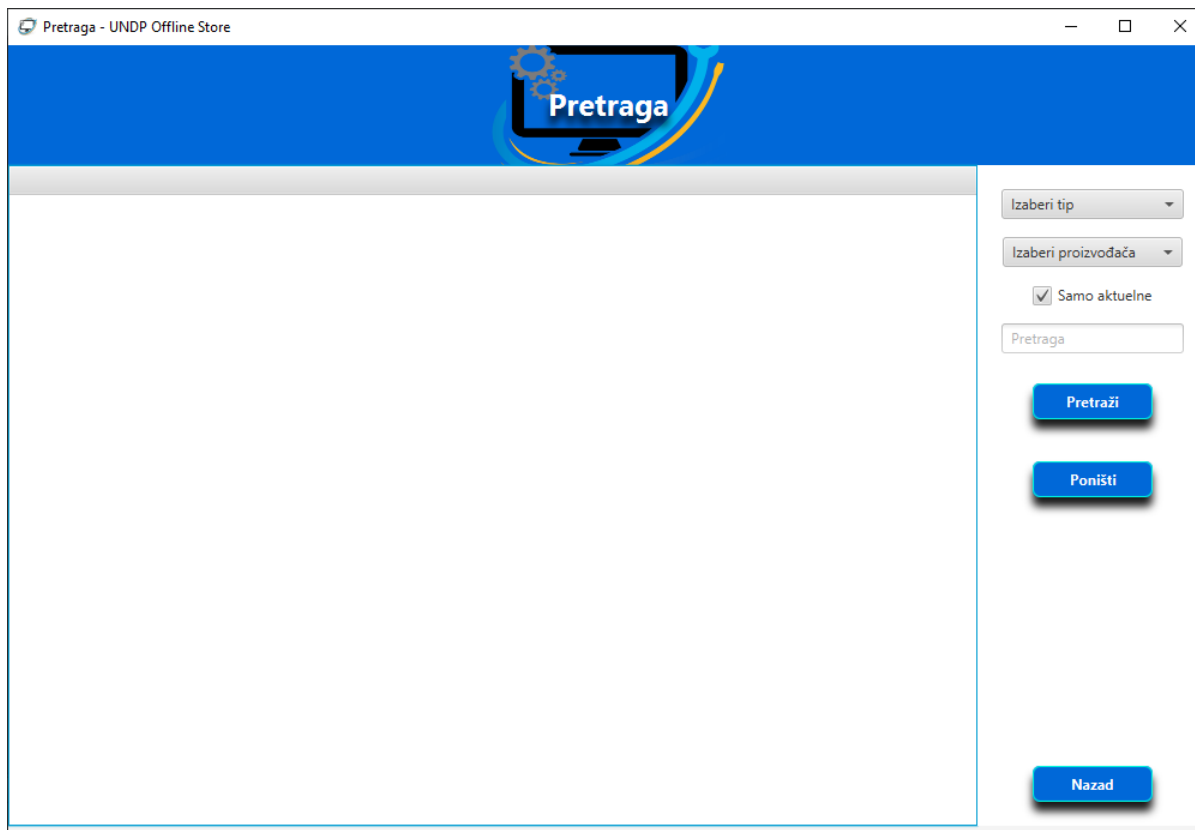 Pretraga - UNDP Offline Store
Pretraga
Izaberi tip
Izaberi proizvođača
Samo aktuelne
Pretraga
Pretraži
Poništi
Nazad